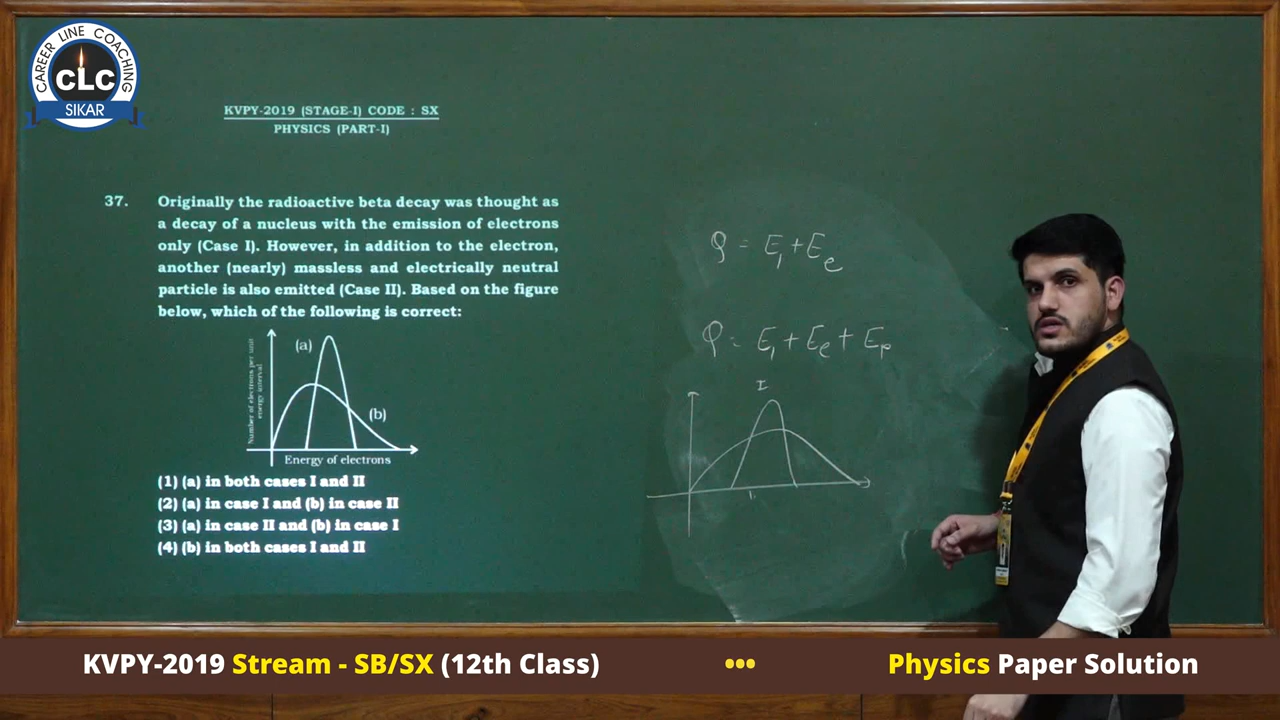 CAREER LINE COACHING
CLC
SIKAR
KVPY-2019 (STAGE-I) CODE : SX
PHYSICS (PART-I)
37. Originally the radioactive beta decay was thought as
a decay of a nucleus with the emission of electrons
only (Case I). However, in addition to the electron,
another (nearly) massless and electrically neutral
particle is also emitted (Case II). Based on the figure
below, which of the following is correct:
Number of electrons per unit
energy interval
(a)
(b)
Energy of electrons
(1) (a) in both cases I and II
(2) (a) in case I and (b) in case II
(3) (a) in case II and (b) in case I
(4) (b) in both cases I and II
Q = E₁ + Eₑ
Q = E₁ + Eₑ + Eₚ
I
KVPY-2019 Stream - SB/SX (12th Class) ••• Physics Paper Solution